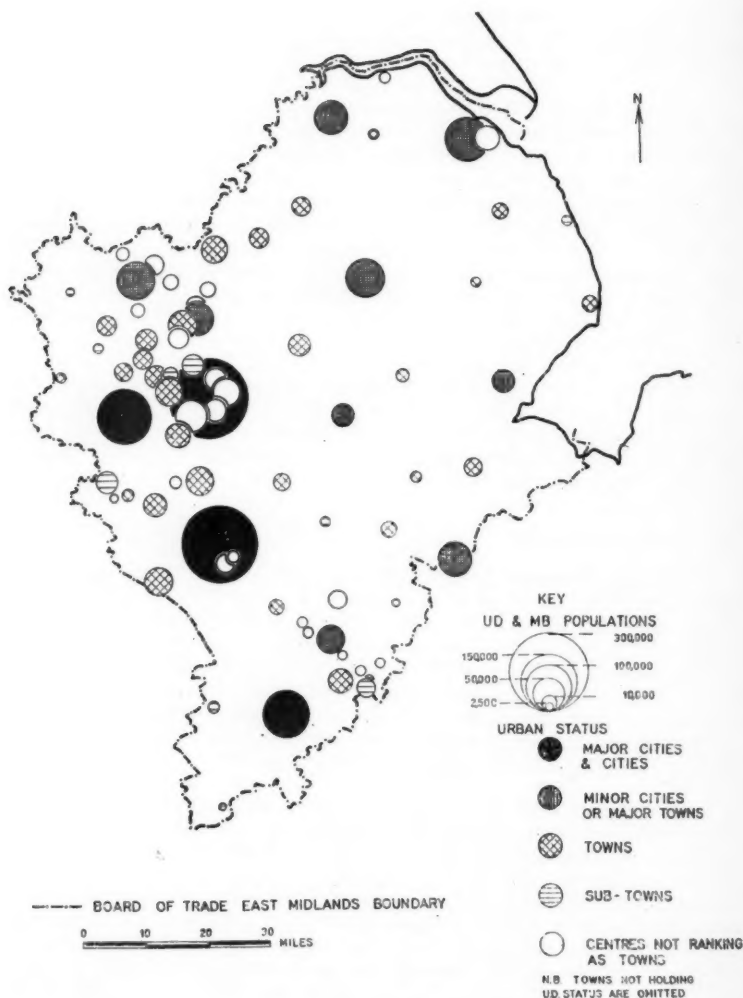 N
KEY
UD & MB POPULATIONS
300,000
150,000
100,000
50,000
10,000
2,500
URBAN STATUS
MAJOR CITIES
& CITIES
MINOR CITIES
OR MAJOR TOWNS
TOWNS
SUB-TOWNS
CENTRES NOT RANKING
AS TOWNS
N.B. TOWNS NOT HOLDING
U.D. STATUS ARE OMITTED
BOARD OF TRADE EAST MIDLANDS BOUNDARY
0 10 20 30
MILES